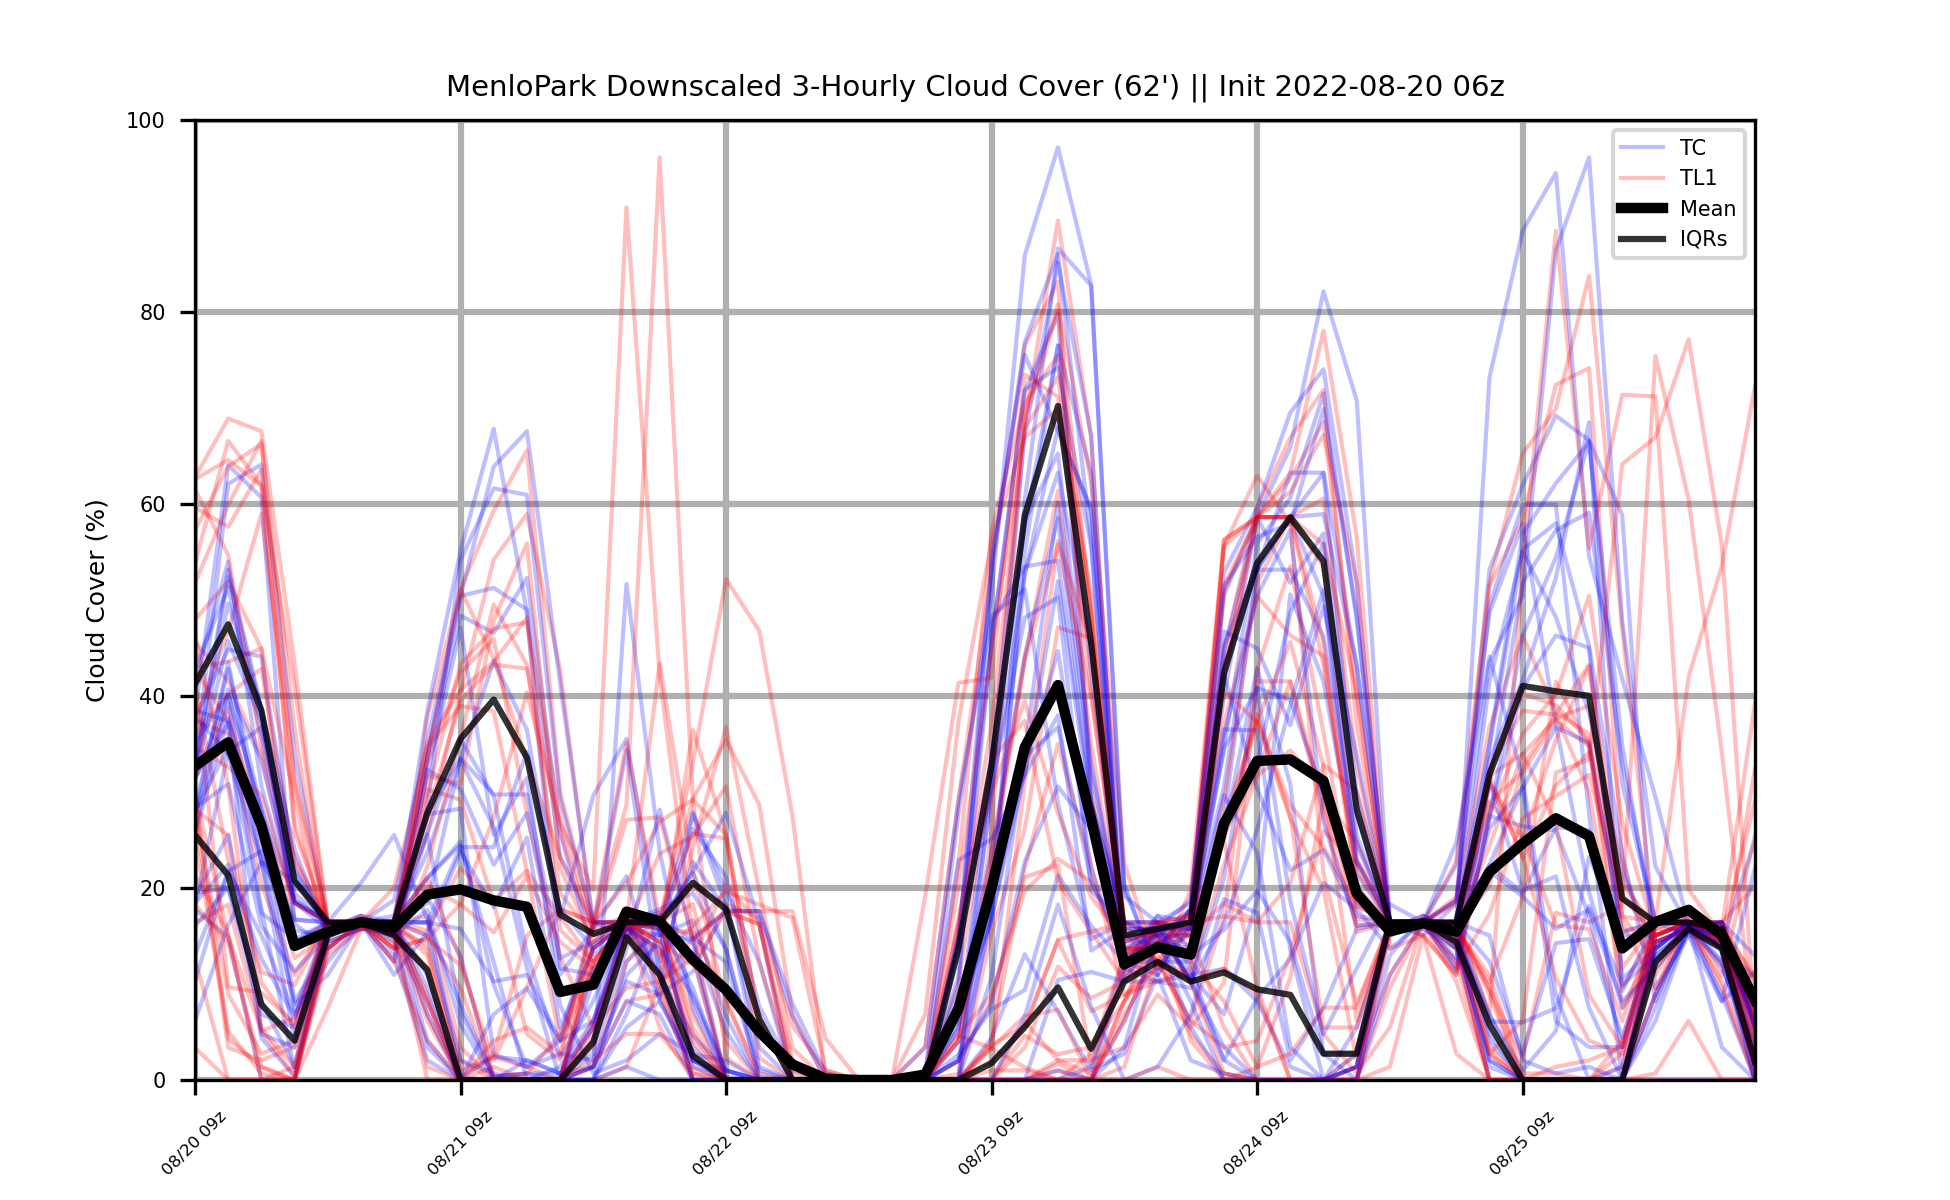 MenloPark Downscaled 3-Hourly Cloud Cover (62') || Init 2022-08-20 06z
100
80
60
40
20
0
Cloud Cover (%)
TC
TL1
Mean
IQRs
08/20 09z
08/21 09z
08/22 09z
08/23 09z
08/24 09z
08/25 09z